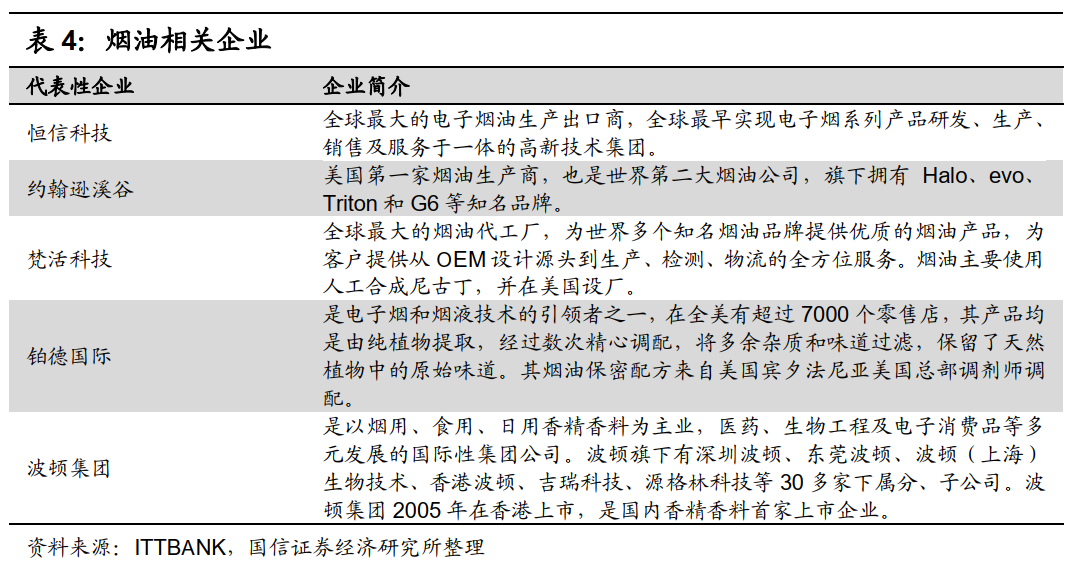 表 4：烟油相关企业
代表性企业 企业简介
恒信科技
全球最大的电子烟油生产出口商，全球最早实现电子烟系列产品研发、生产、
销售及服务于一体的高新技术集团。
约翰逊溪谷
美国第一家烟油生产商，也是世界第二大烟油公司，旗下拥有 Halo、evo、
Triton 和 G6 等知名品牌。
梵活科技
全球最大的烟油代工厂，为世界多个知名烟油品牌提供优质的烟油产品，为
客户提供从 OEM 设计源头到生产、检测、物流的全方位服务。烟油主要使用
人工合成尼古丁，并在美国设厂。
铂德国际
是电子烟和烟液技术的引领者之一，在全美有超过 7000 个零售店，其产品均
是由纯植物提取，经过数次精心调配，将多余杂质和味道过滤，保留了天然
植物中的原始味道。其烟油保密配方来自美国宾夕法尼亚美国总部调剂师调
配。
波顿集团
是以烟用、食用、日用香精香料为主业，医药、生物工程及电子消费品等多
元发展的国际性集团公司。波顿旗下有深圳波顿、东莞波顿、波顿（上海）
生物技术、香港波顿、吉瑞科技、源格林科技等 30 多家下属分、子公司。波
顿集团 2005 年在香港上市，是国内香精香料首家上市企业。
资料来源：ITTBANK，国信证券经济研究所整理